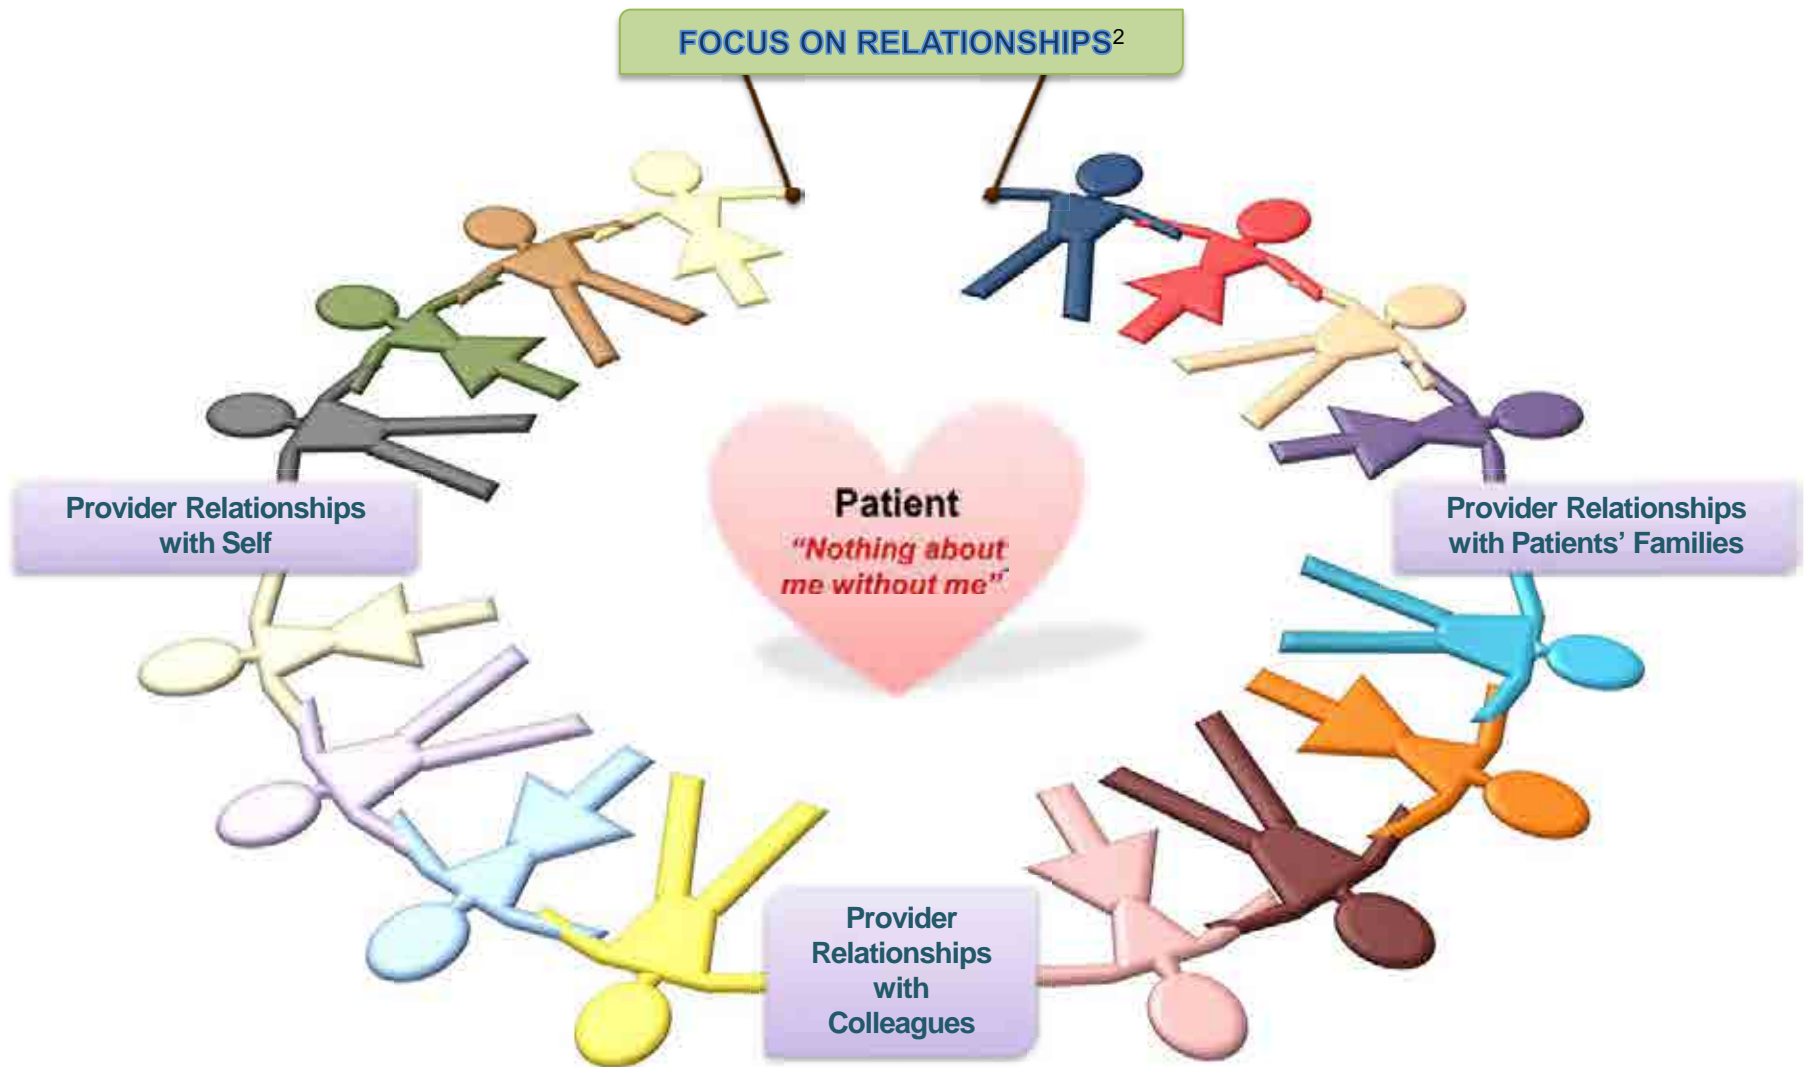 FOCUS ON RELATIONSHIPS²
Provider Relationships
with Self
Patient
“Nothing about
me without me”
Provider Relationships
with Patients’ Families
Provider
Relationships
with
Colleagues